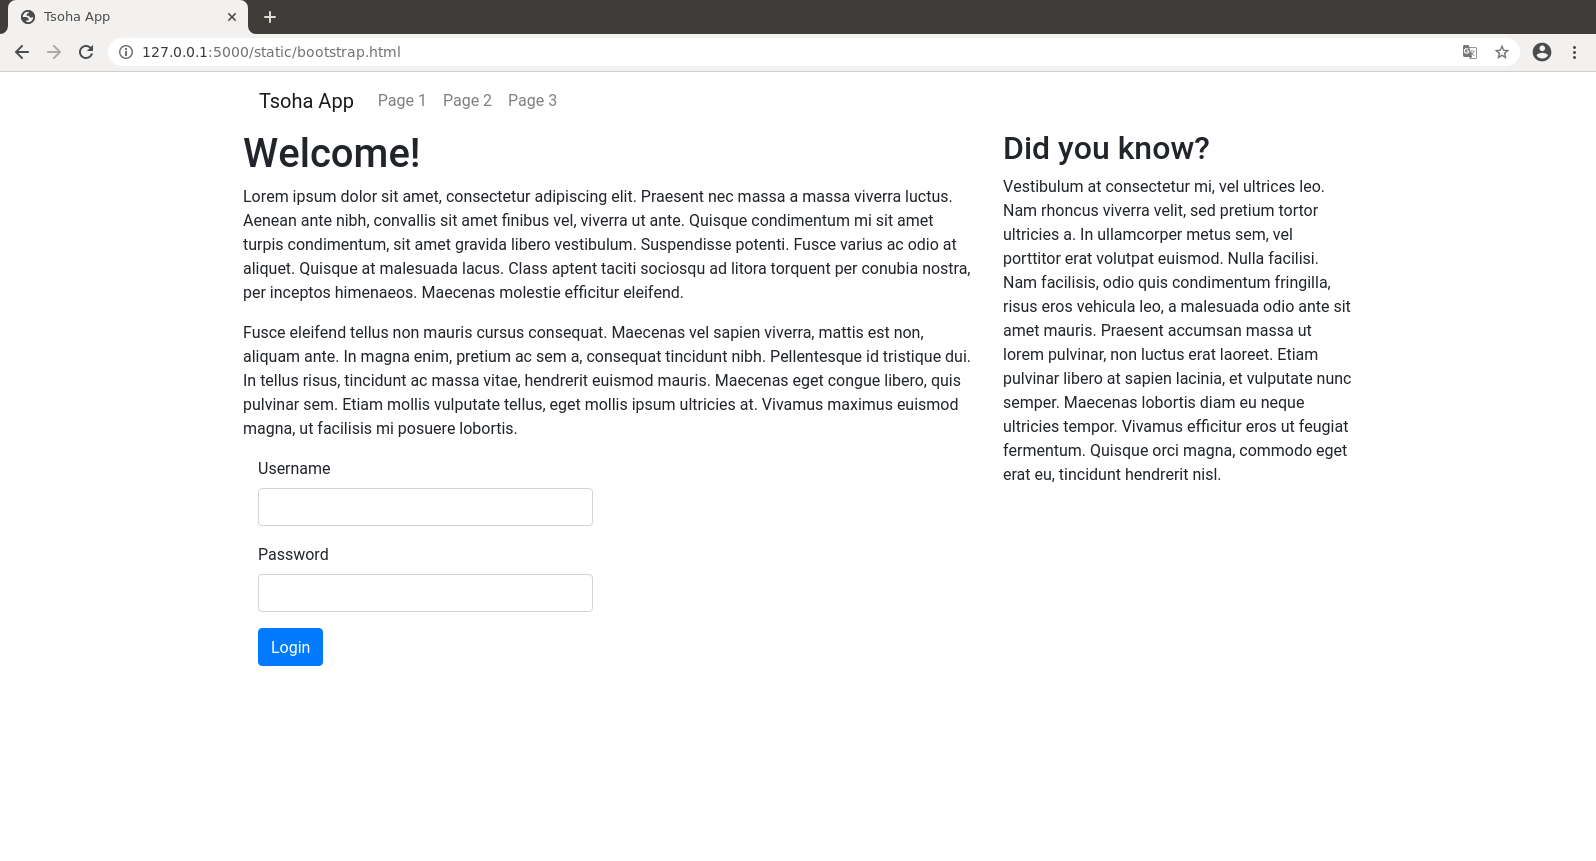 Tsoha App
127.0.0.1:5000/static/bootstrap.html
Tsoha App Page 1 Page 2 Page 3
Welcome!
Lorem ipsum dolor sit amet, consectetur adipiscing elit. Praesent nec massa a massa viverra luctus.
Aenean ante nibh, convallis sit amet finibus vel, viverra ut ante. Quisque condimentum mi sit amet
turpis condimentum, sit amet gravida libero vestibulum. Suspendisse potenti. Fusce varius ac odio at
aliquet. Quisque at malesuada lacus. Class aptent taciti sociosqu ad litora torquent per conubia nostra,
per inceptos himenaeos. Maecenas molestie efficitur eleifend.
Fusce eleifend tellus non mauris cursus consequat. Maecenas vel sapien viverra, mattis est non,
aliquam ante. In magna enim, pretium ac sem a, consequat tincidunt nibh. Pellentesque id tristique dui.
In tellus risus, tincidunt ac massa vitae, hendrerit euismod mauris. Maecenas eget congue libero, quis
pulvinar sem. Etiam mollis vulputate tellus, eget mollis ipsum ultricies at. Vivamus maximus euismod
magna, ut facilisis mi posuere lobortis.
Username
Password
Login
Did you know?
Vestibulum at consectetur mi, vel ultrices leo.
Nam rhoncus viverra velit, sed pretium tortor
ultricies a. In ullamcorper metus sem, vel
porttitor erat volutpat euismod. Nulla facilisi.
Nam facilisis, odio quis condimentum fringilla,
risus eros vehicula leo, a malesuada odio ante sit
amet mauris. Praesent accumsan massa ut
lorem pulvinar, non luctus erat laoreet. Etiam
pulvinar libero at sapien lacinia, et vulputate nunc
semper. Maecenas lobortis diam eu neque
ultricies tempor. Vivamus efficitur eros ut feugiat
fermentum. Quisque orci magna, commodo eget
erat eu, tincidunt hendrerit nisl.